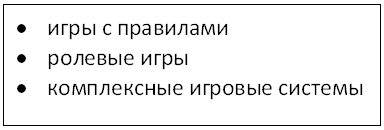 • игры с правилами
• ролевые игры
• комплексные игровые системы